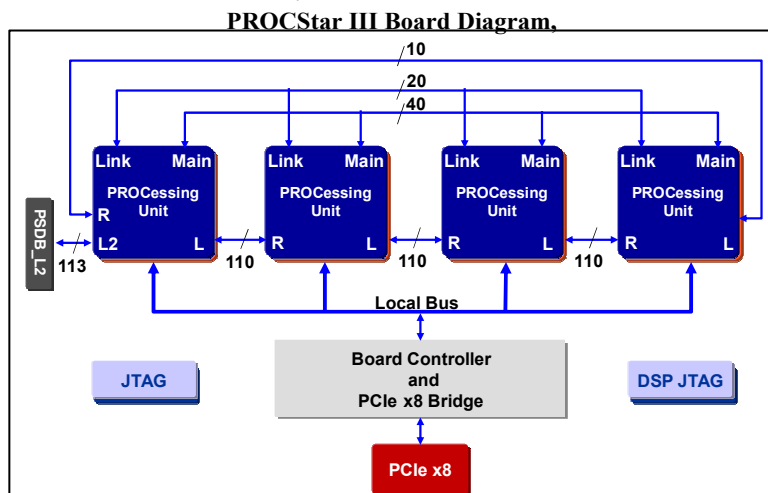 PROCStar III Board Diagram,
10
20
40
Link Main
PROCessing
Unit
R
L2 L
Link Main
PROCessing
Unit
R L
Link Main
PROCessing
Unit
R L
Link Main
PROCessing
Unit
R L
PSDB_L2
113
110
110
110
Local Bus
Board Controller
and
PCIe x8 Bridge
JTAG
DSP JTAG
PCIe x8